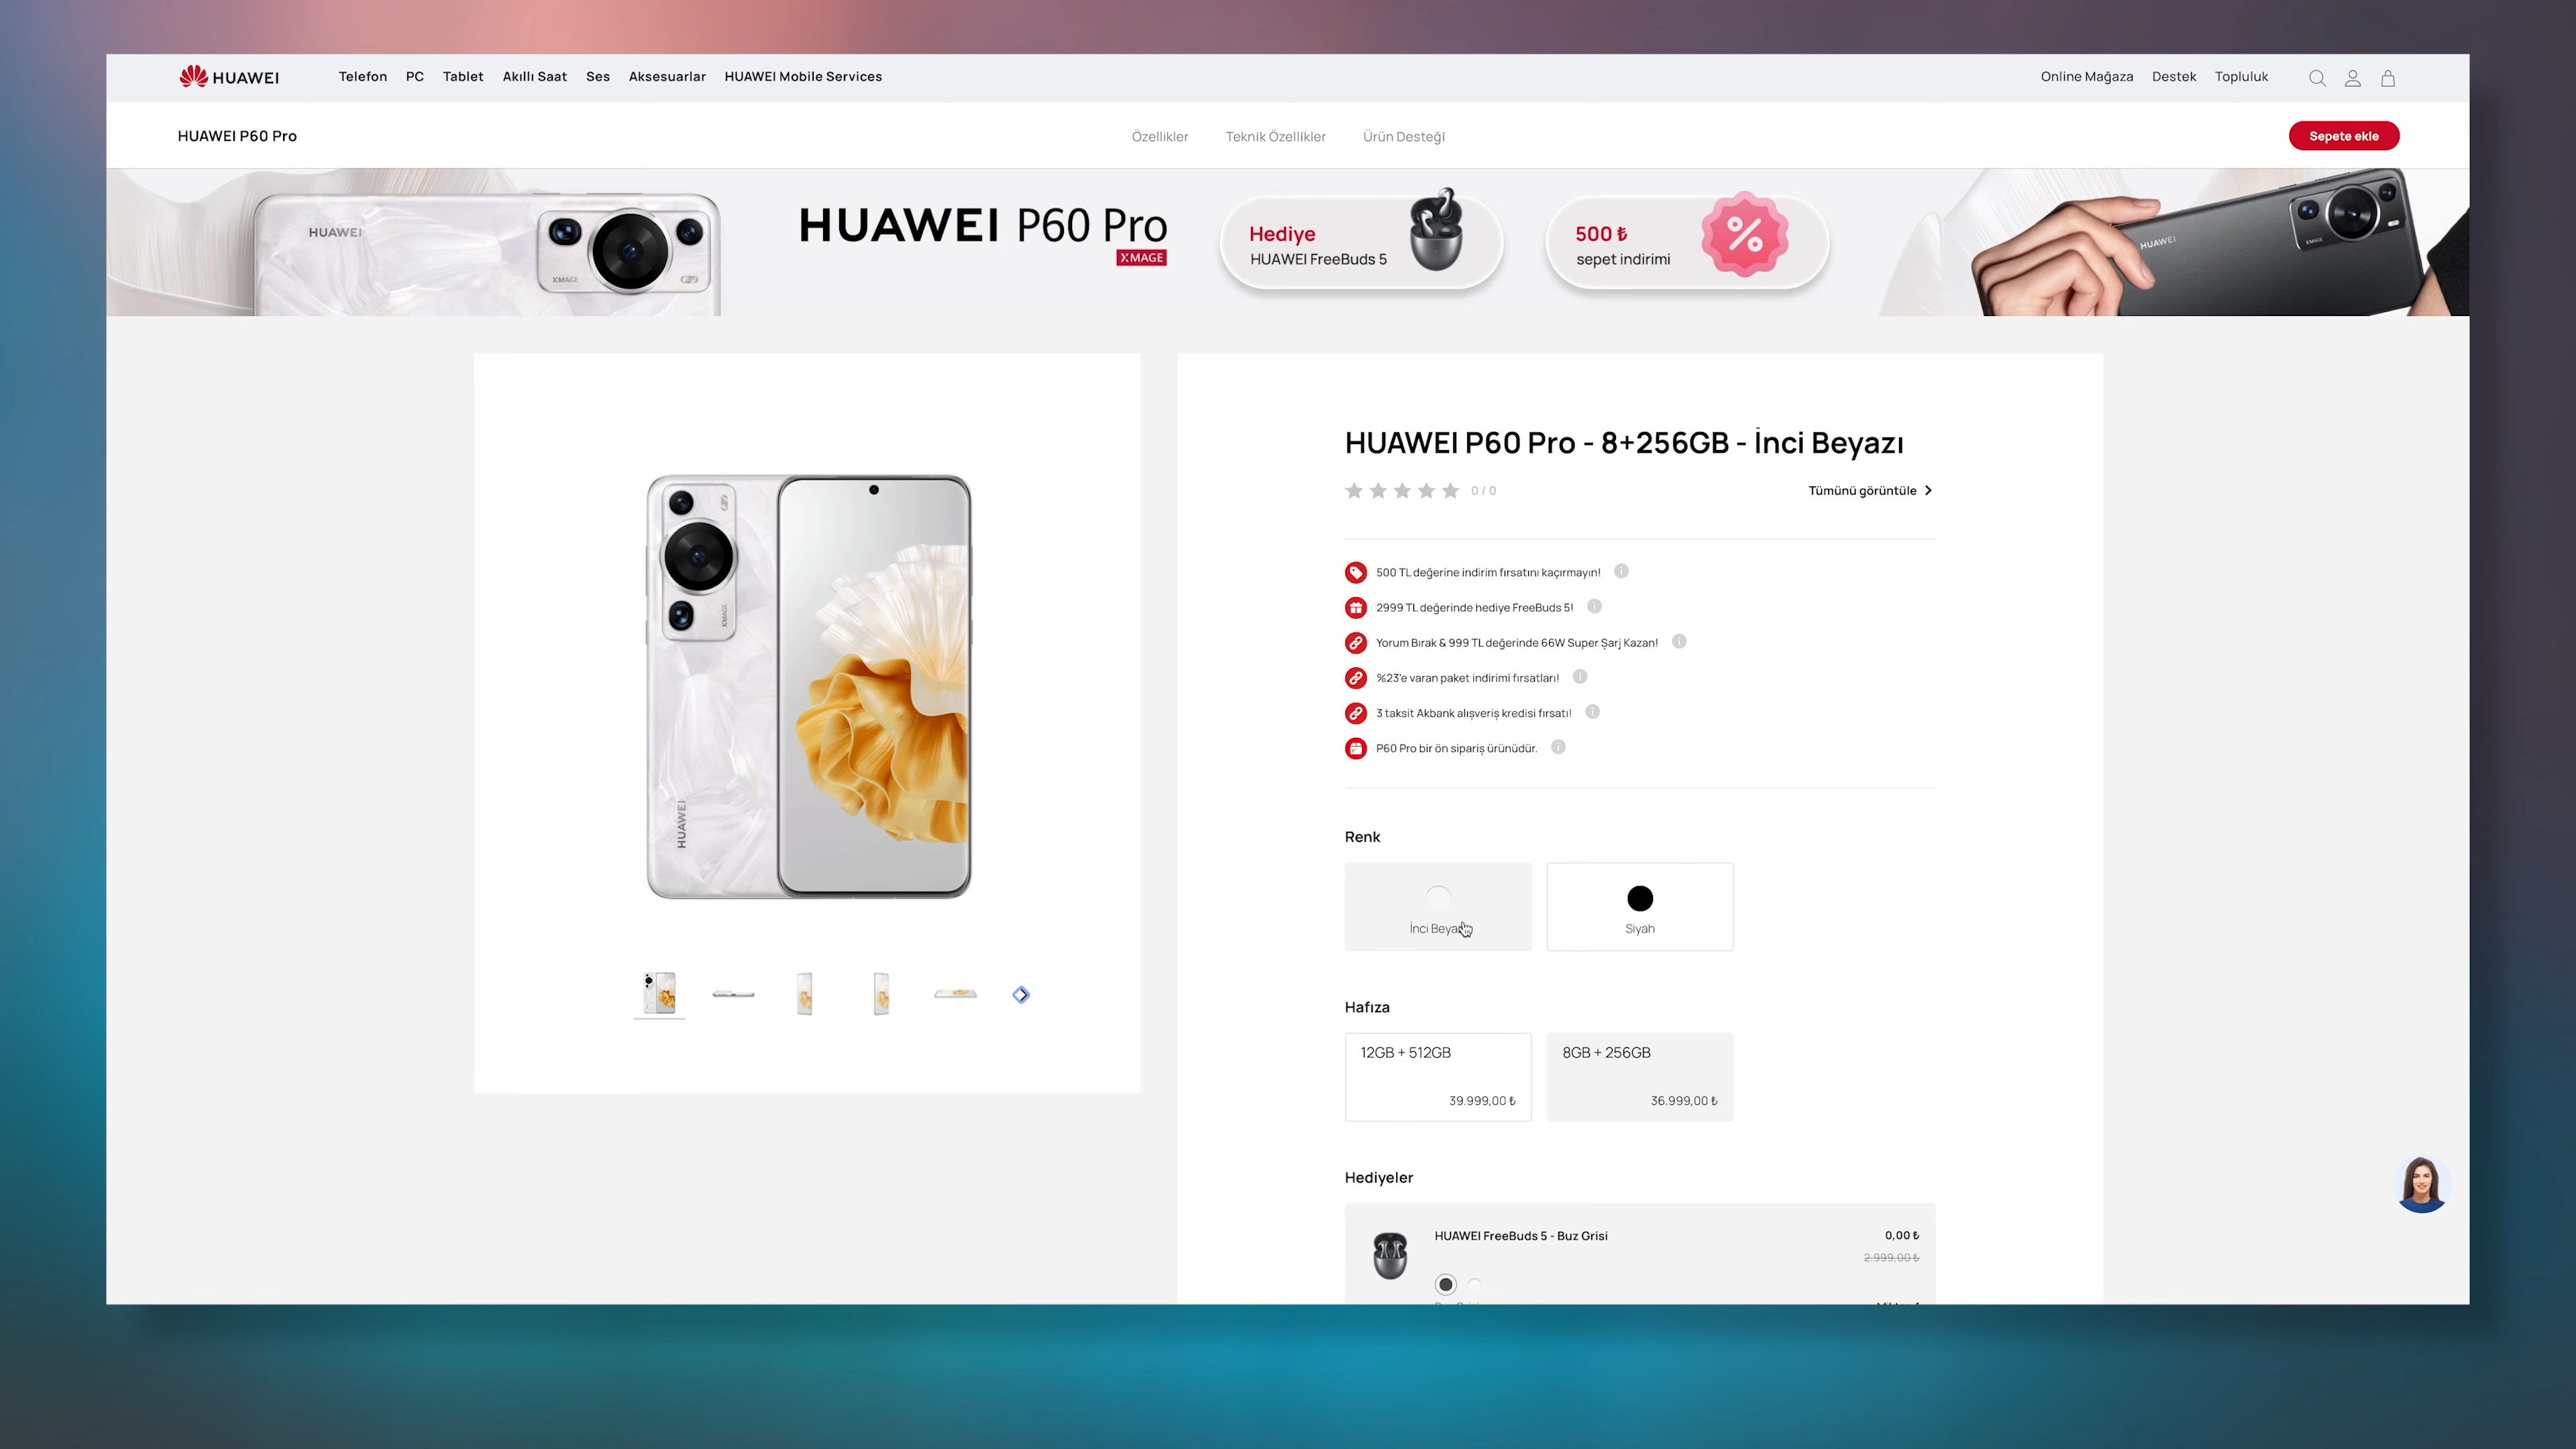 HUAWEI
Telefon PC Tablet Akıllı Saat Ses Aksesuarlar HUAWEI Mobile Services
Online Mağaza Destek Topluluk
HUAWEI P60 Pro
Özellikler Teknik Özellikler Ürün Desteği
Sepete ekle
HUAWEI
XMAGE
HUAWEI P60 Pro
XMAGE
Hediye
HUAWEI FreeBuds 5
500 ₺
sepet indirimi
%
HUAWEI
XMAGE
XMAGE
HUAWEI
HUAWEI P60 Pro - 8+256GB - İnci Beyazı
0 / 0
Tümünü görüntüle
500 TL değerine indirim fırsatını kaçırmayın!
2999 TL değerinde hediye FreeBuds 5!
Yorum Bırak & 999 TL değerinde 66W Super Şarj Kazan!
%23'e varan paket indirimi fırsatları!
3 taksit Akbank alışveriş kredisi fırsatı!
P60 Pro bir ön sipariş ürünüdür.
Renk
İnci
Siyah
Hafıza
12GB + 512GB
39.999,00 ₺
8GB + 256GB
36.999,00 ₺
Hediyeler
HUAWEI FreeBuds 5 - Buz Grisi
0,00 ₺
2.999,00 ₺